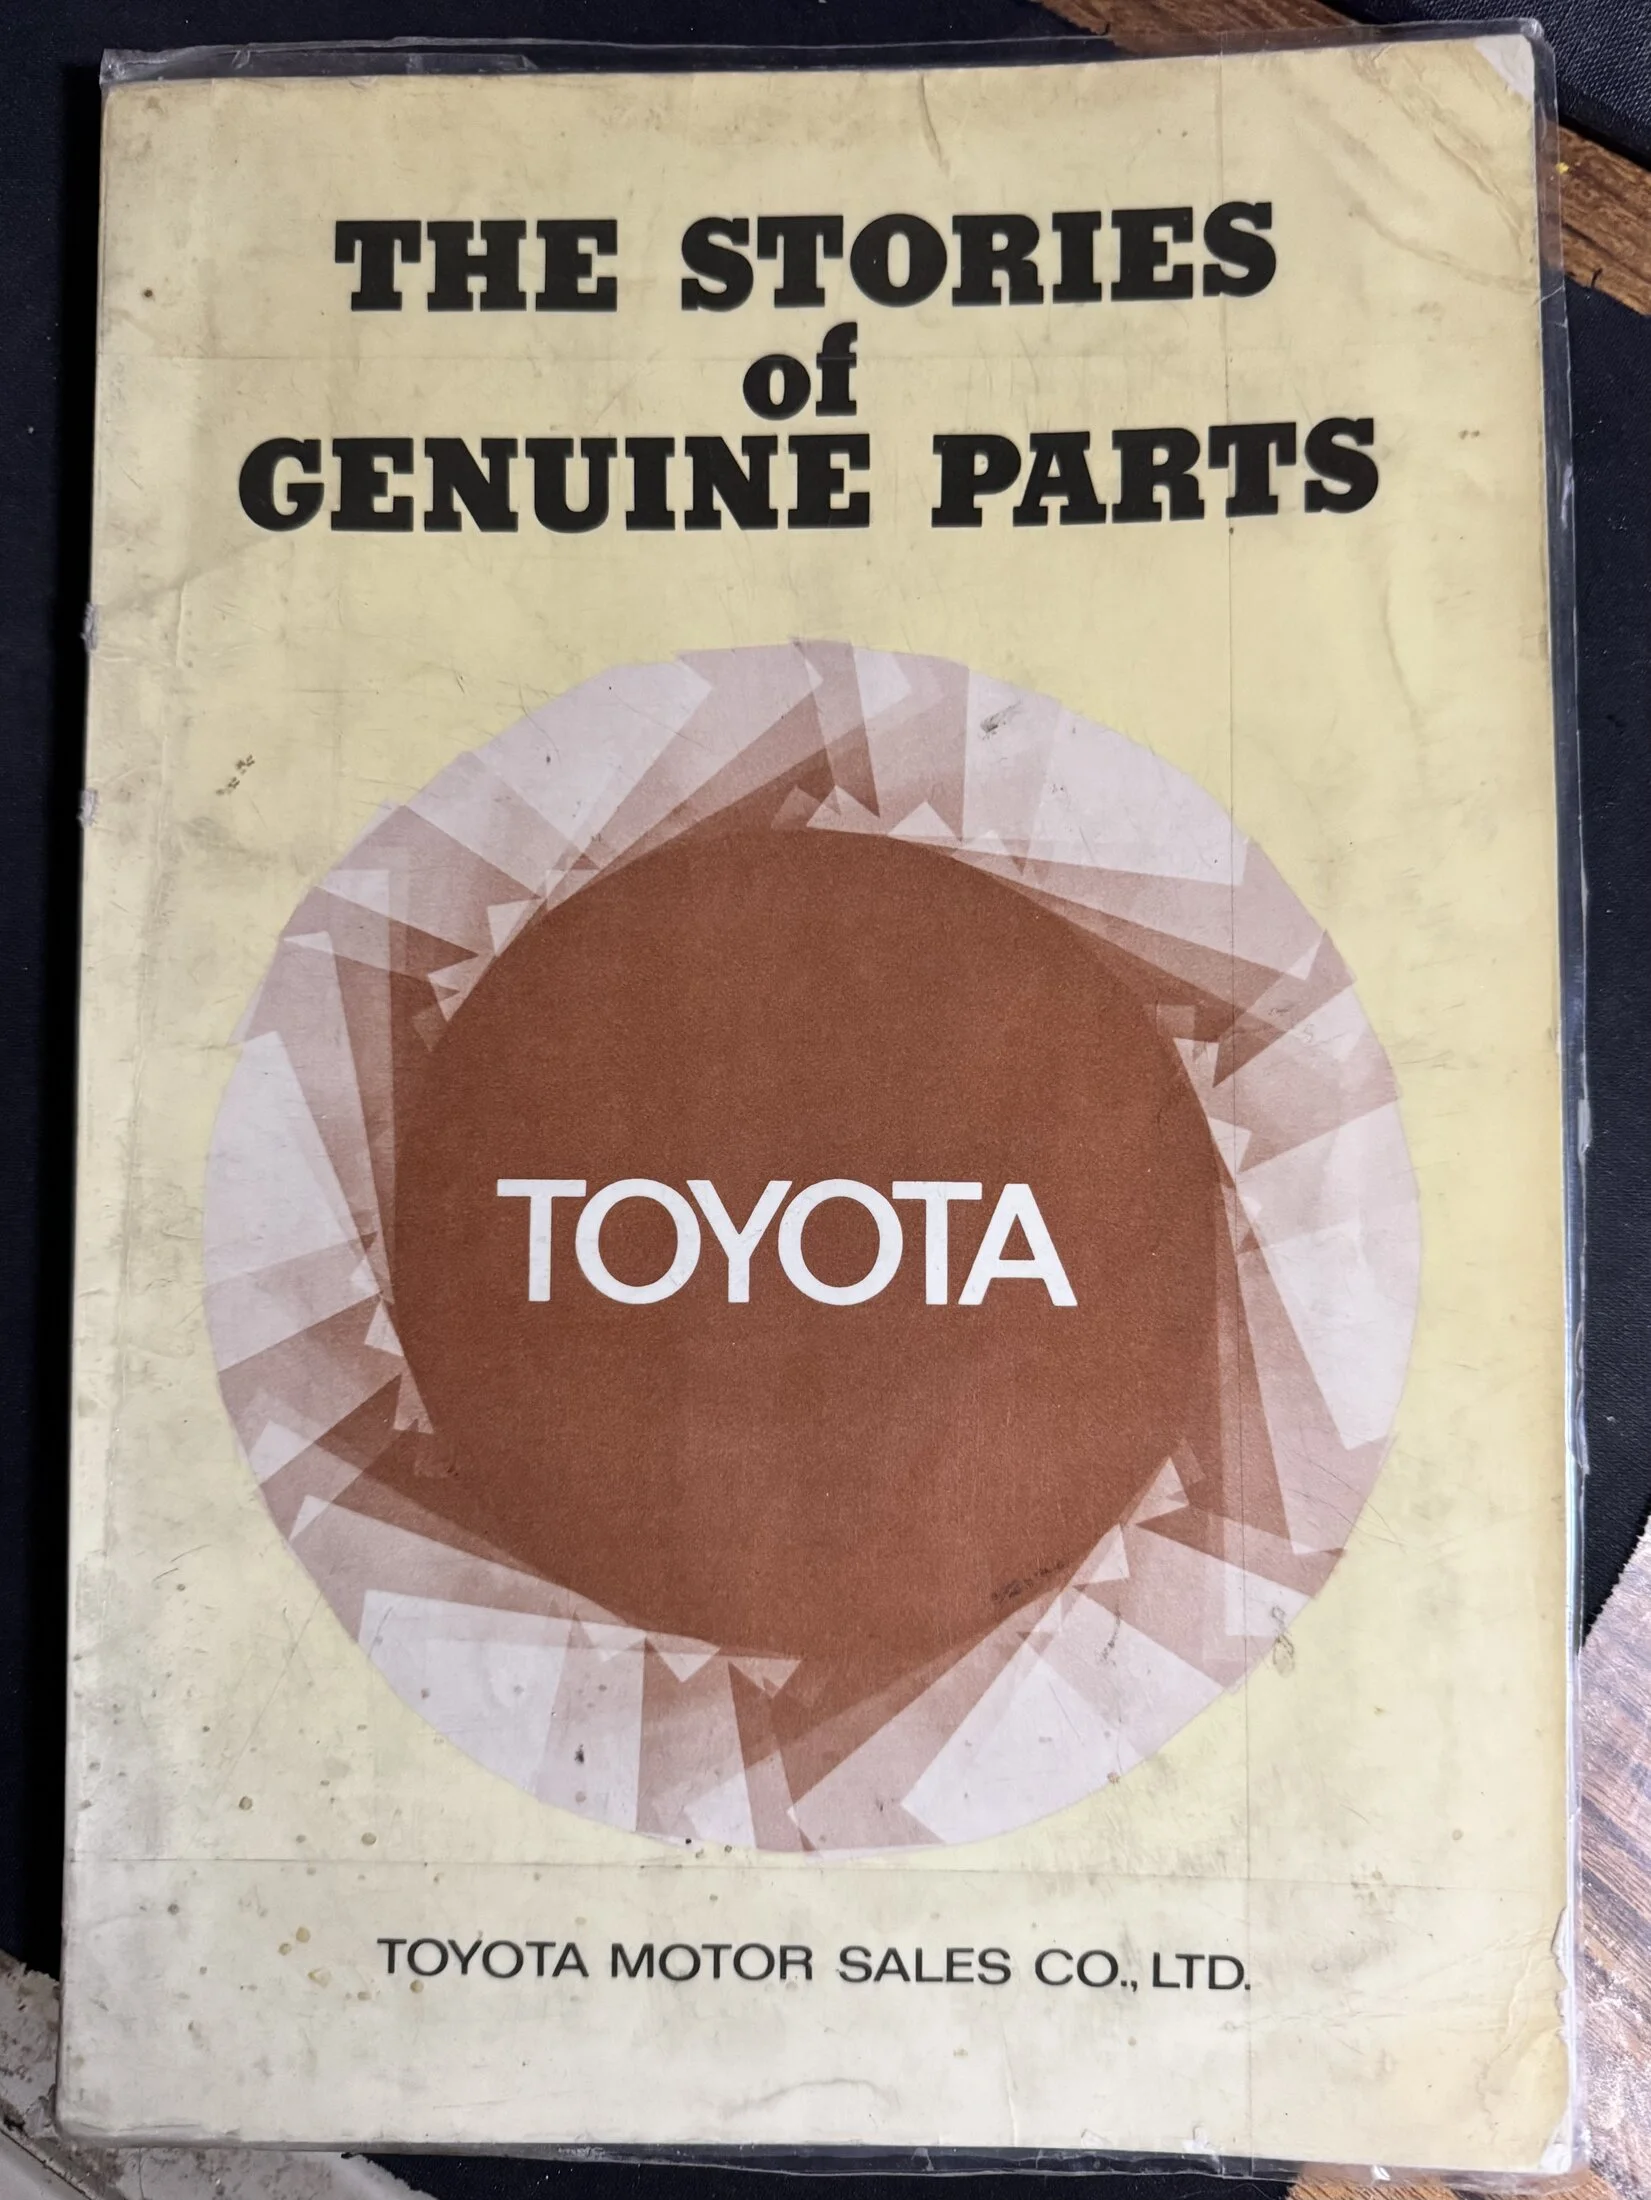 THE STORIES
of
GENUINE PARTS
TOYOTA
TOYOTA MOTOR SALES CO., LTD.